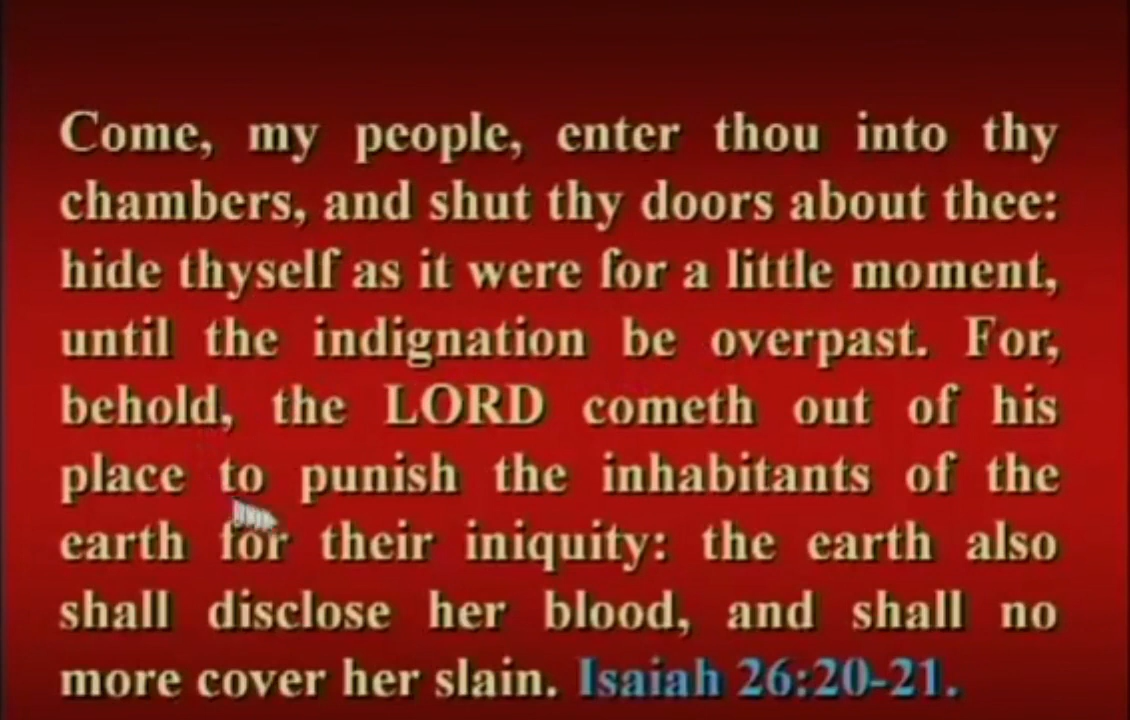 Come, my people, enter thou into thy
chambers, and shut thy doors about thee:
hide thyself as it were for a little moment,
until the indignation be overpast. For,
behold, the LORD cometh out of his
place to punish the inhabitants of the
earth for their iniquity: the earth also
shall disclose her blood, and shall no
more cover her slain. Isaiah 26:20-21.